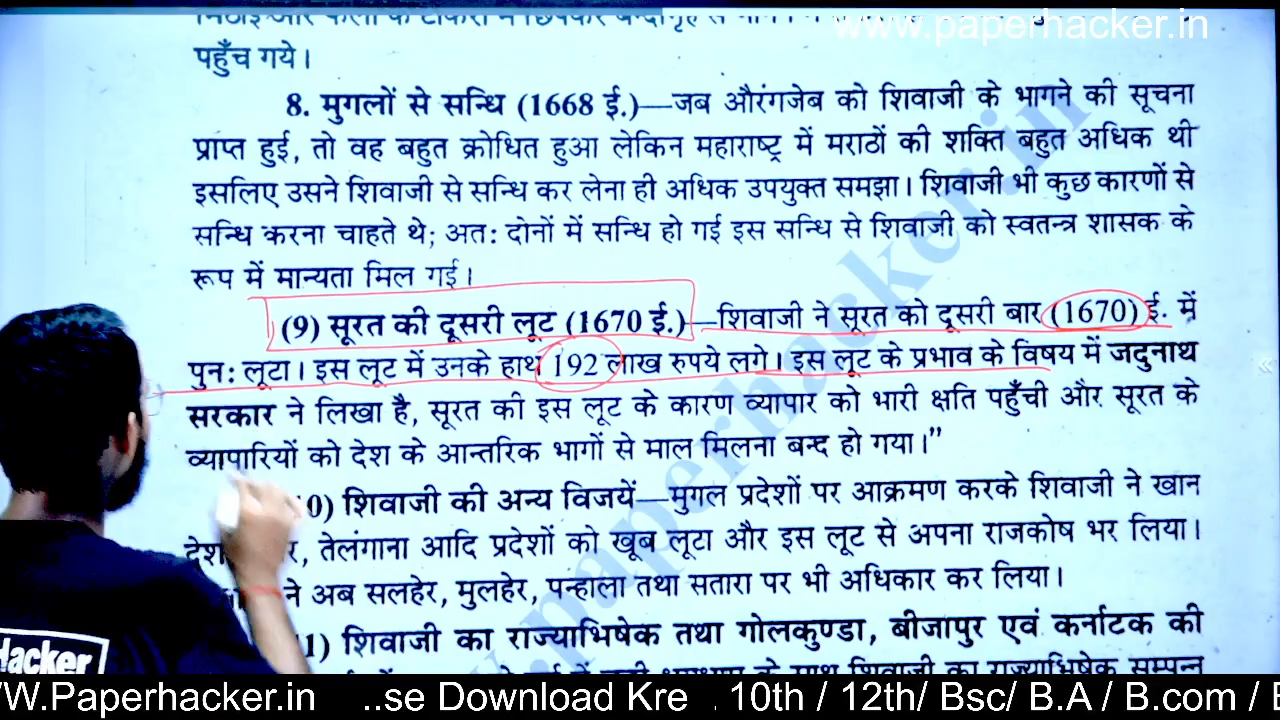 www.paperhacker.in
पहुँच गये।
8. मुगलों से सन्धि (1668 ई.)—जब औरंगजेब को शिवाजी के भागने की सूचना
प्राप्त हुई, तो वह बहुत क्रोधित हुआ लेकिन महाराष्ट्र में मराठों की शक्ति बहुत अधिक थी
इसलिए उसने शिवाजी से सन्धि कर लेना ही अधिक उपयुक्त समझा। शिवाजी भी कुछ कारणों से
सन्धि करना चाहते थे; अतः दोनों में सन्धि हो गई इस सन्धि से शिवाजी को स्वतन्त्र शासक के
रूप में मान्यता मिल गई।
(9) सूरत की दूसरी लूट (1670 ई.)—शिवाजी ने सूरत को दूसरी बार (1670) ई. में
पुनः लूटा। इस लूट में उनके हाथ 192 लाख रुपये लगे। इस लूट के प्रभाव के विषय में जदुनाथ
सरकार ने लिखा है, सूरत की इस लूट के कारण व्यापार को भारी क्षति पहुँची और सूरत के
व्यापारियों को देश के आन्तरिक भागों से माल मिलना बन्द हो गया।”
0) शिवाजी की अन्य विजयें—मुगल प्रदेशों पर आक्रमण करके शिवाजी ने खान
देश र, तेलंगाना आदि प्रदेशों को खूब लूटा और इस लूट से अपना राजकोष भर लिया।
ने अब सलहेर, मुलहेर, पन्हाला तथा सतारा पर भी अधिकार कर लिया।
1) शिवाजी का राज्याभिषेक तथा गोलकुण्डा, बीजापुर एवं कर्नाटक की
शिवाजी का राज्याभिषेक सम्पन्न
.paperhacker.in
Hacker
W.Paperhacker.in ..se Download Kre . 10th / 12th/ Bsc/ B.A / B.com / E